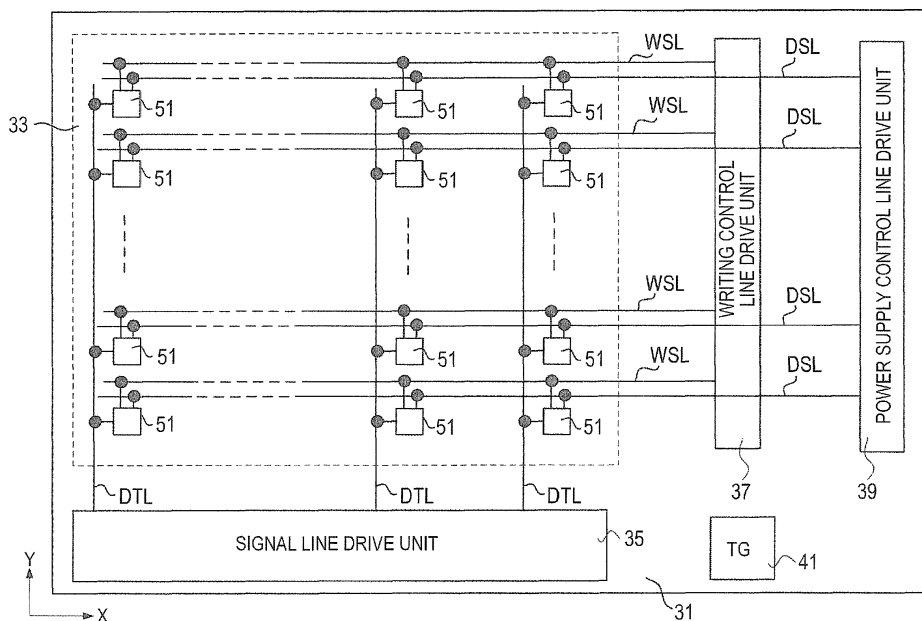 WSL
DSL
51 51 51
33
WSL
DSL
51 51 51
WRITING CONTROL
LINE DRIVE UNIT
POWER SUPPLY CONTROL LINE DRIVE UNIT
WSL
DSL
51 51 51
WSL
DSL
51 51 51
37
39
DTL DTL DTL
SIGNAL LINE DRIVE UNIT
35
TG
41
Y
X
31